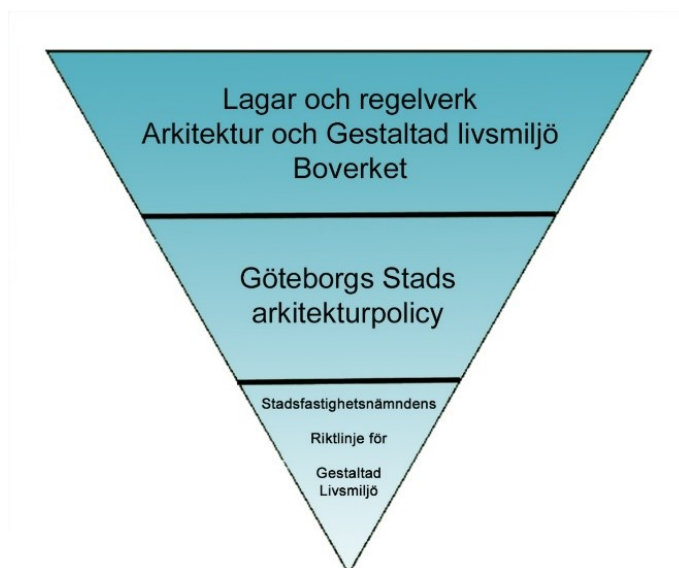 Lagar och regelverk
Arkitektur och Gestaltad livsmiljö
Boverket
Göteborgs Stads
arkitekturpolicy
Stadsfastighetsnämndens
Riktlinje för
Gestaltad
Livsmiljö